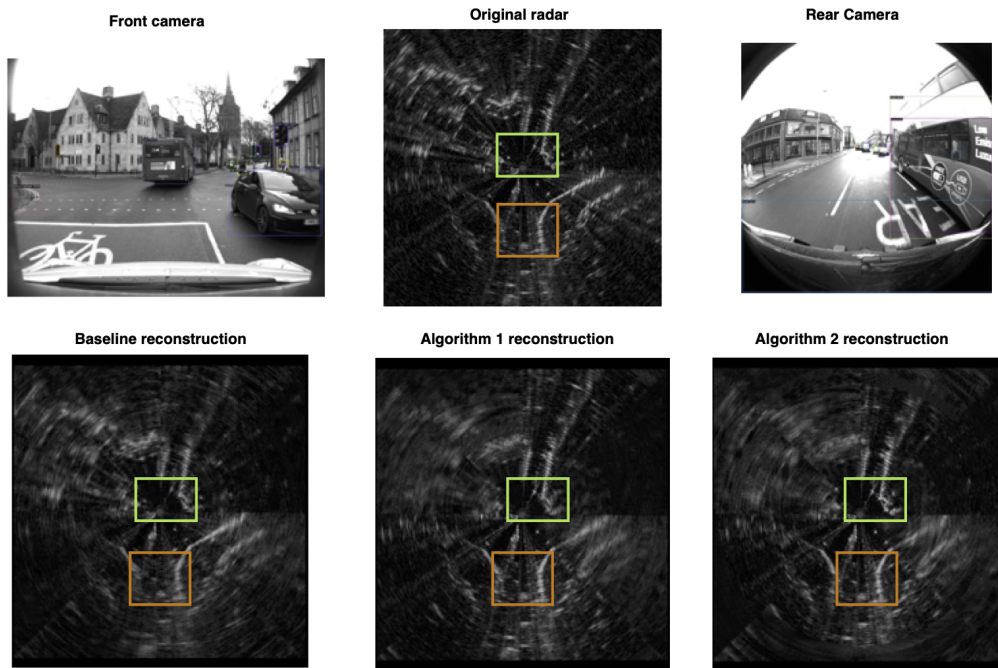 Front camera
Original radar
Rear Camera
Baseline reconstruction
Algorithm 1 reconstruction
Algorithm 2 reconstruction